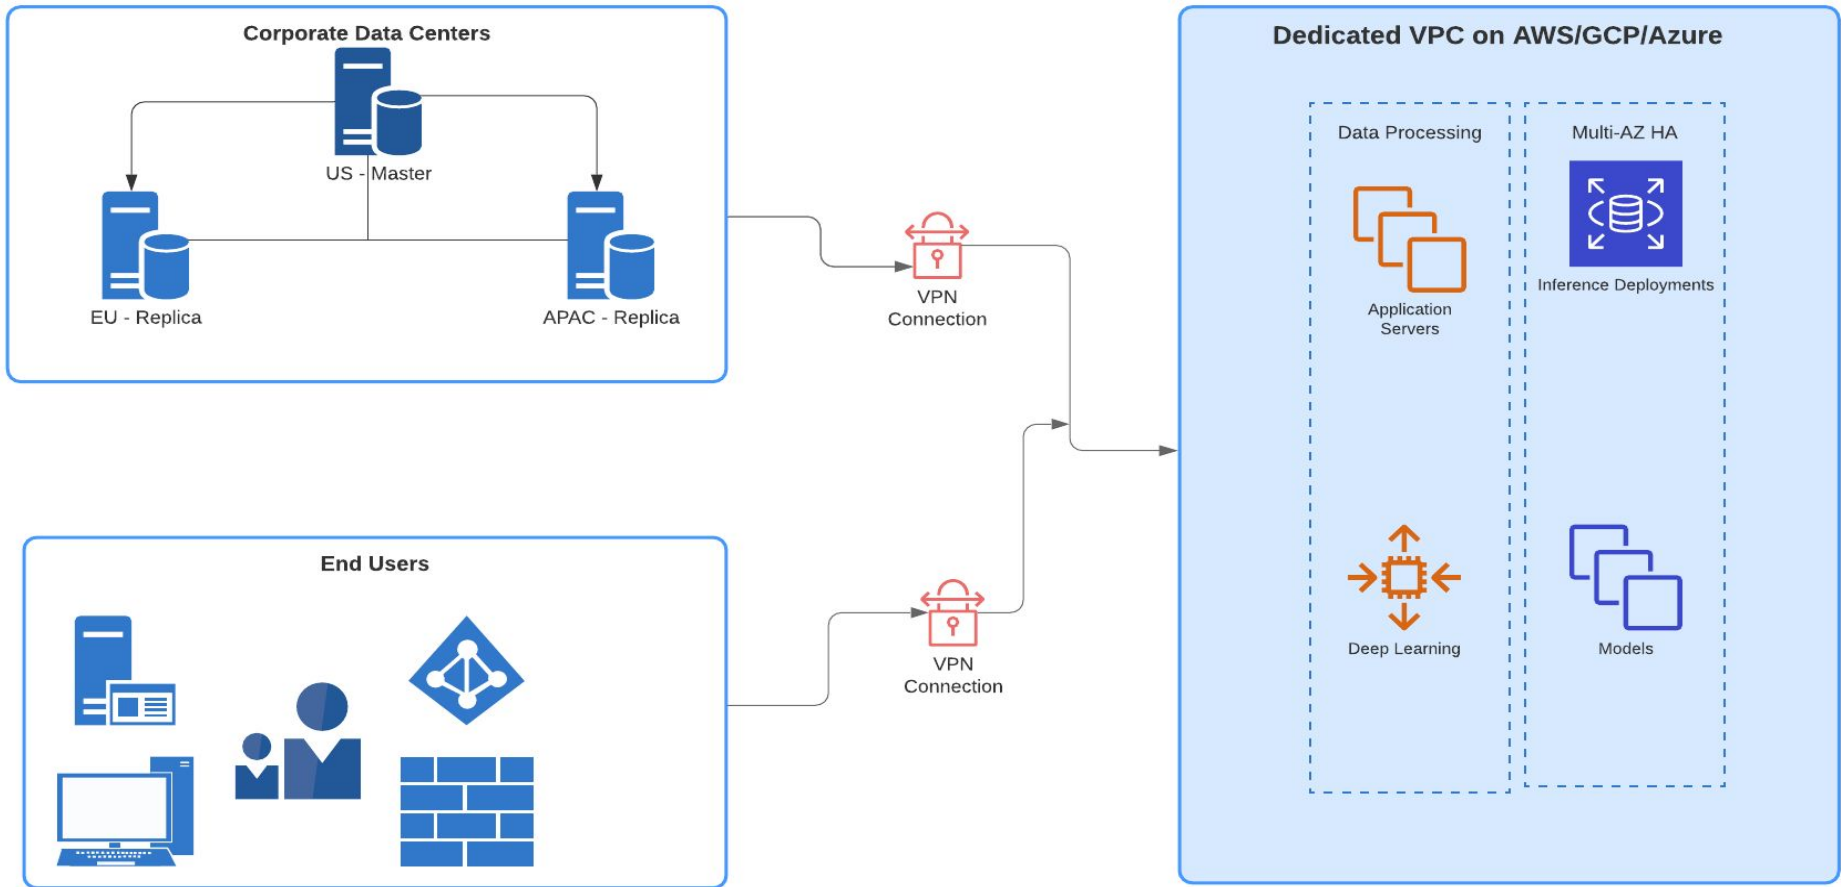 Corporate Data Centers
US - Master
EU - Replica
APAC - Replica
VPN
Connection
Dedicated VPC on AWS/GCP/Azure
Data Processing
Multi-AZ HA
Application
Servers
Inference Deployments
Deep Learning
Models
End Users
VPN
Connection